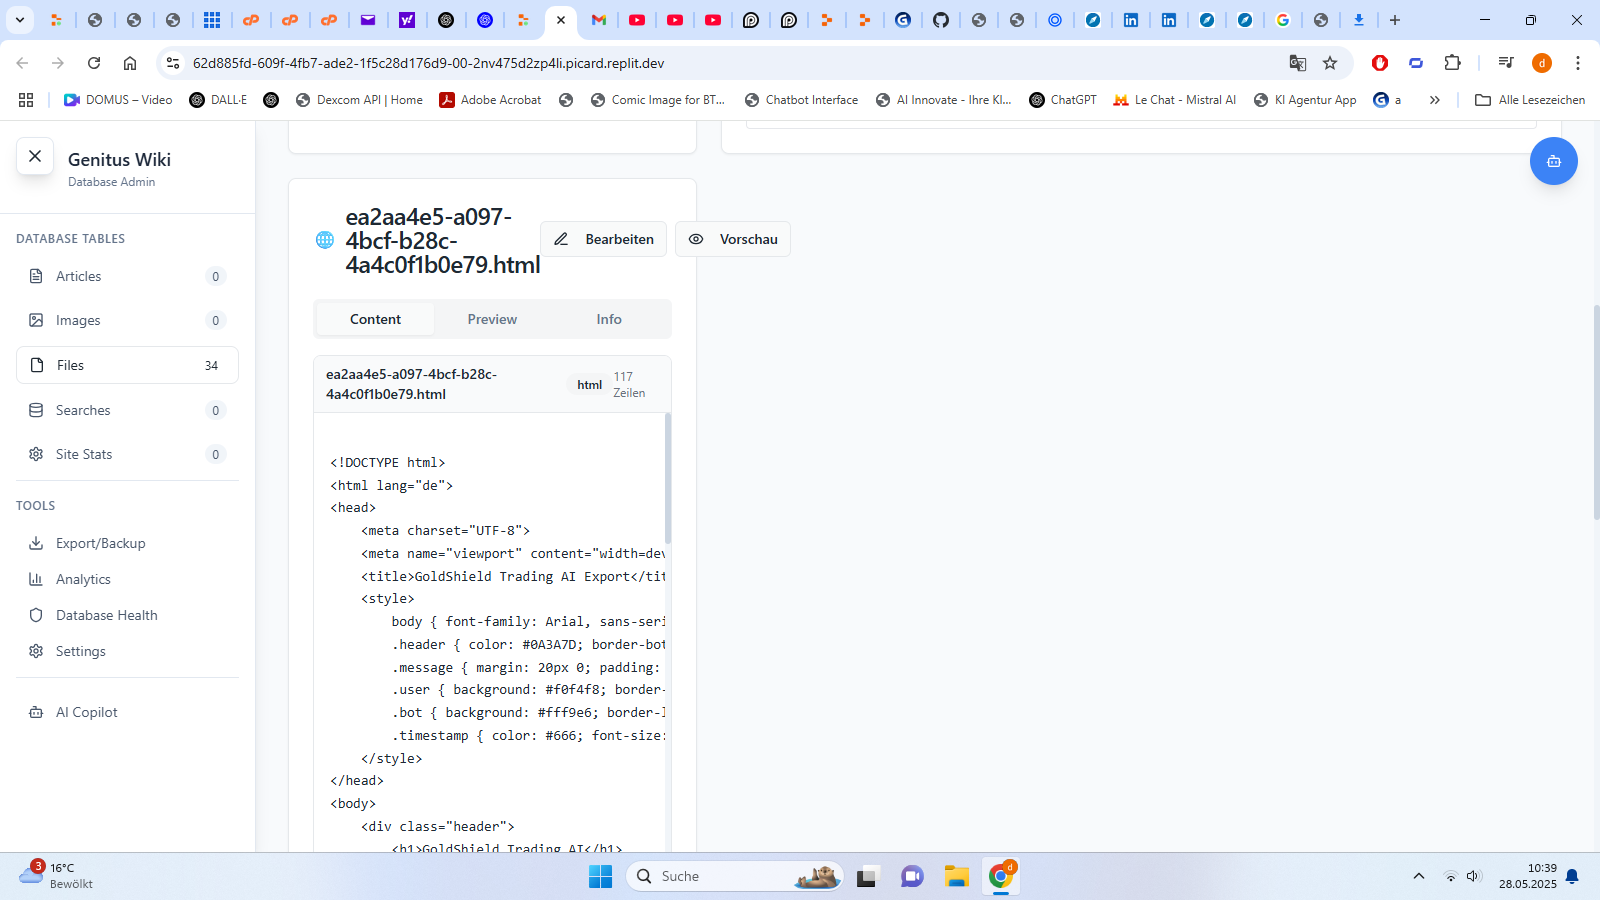 62d885fd-609f-4fb7-ade2-1f5c28d176d9-00-2nv475d2zp4li.picard.replit.dev
d
DOMUS – Video
DALL·E
Dexcom API | Home
Adobe Acrobat
Comic Image for BT...
Chatbot Interface
AI Innovate - Ihre KI...
ChatGPT
Le Chat - Mistral AI
KI Agentur App
a
Alle Lesezeichen
Genitus Wiki
Database Admin
DATABASE TABLES
Articles 0
Images 0
Files 34
Searches 0
Site Stats 0
TOOLS
Export/Backup
Analytics
Database Health
Settings
AI Copilot
ea2aa4e5-a097-
4bcf-b28c-
4a4c0f1b0e79.html
Bearbeiten
Vorschau
Content Preview Info
ea2aa4e5-a097-4bcf-b28c-
4a4c0f1b0e79.html
html
117
Zeilen
<!DOCTYPE html>
<html lang="de">
<head>
<meta charset="UTF-8">
<meta name="viewport" content="width=dev
<title>GoldShield Trading AI Export</tit
<style>
body { font-family: Arial, sans-seri
.header { color: #0A3A7D; border-bot
.message { margin: 20px 0; padding:
.user { background: #f0f4f8; border-
.bot { background: #fff9e6; border-l
.timestamp { color: #666; font-size:
</style>
</head>
<body>
<div class="header">
<h1>GoldShield Trading AI</h1>
3
16°C
Bewölkt
Suche
d
10:39
28.05.2025